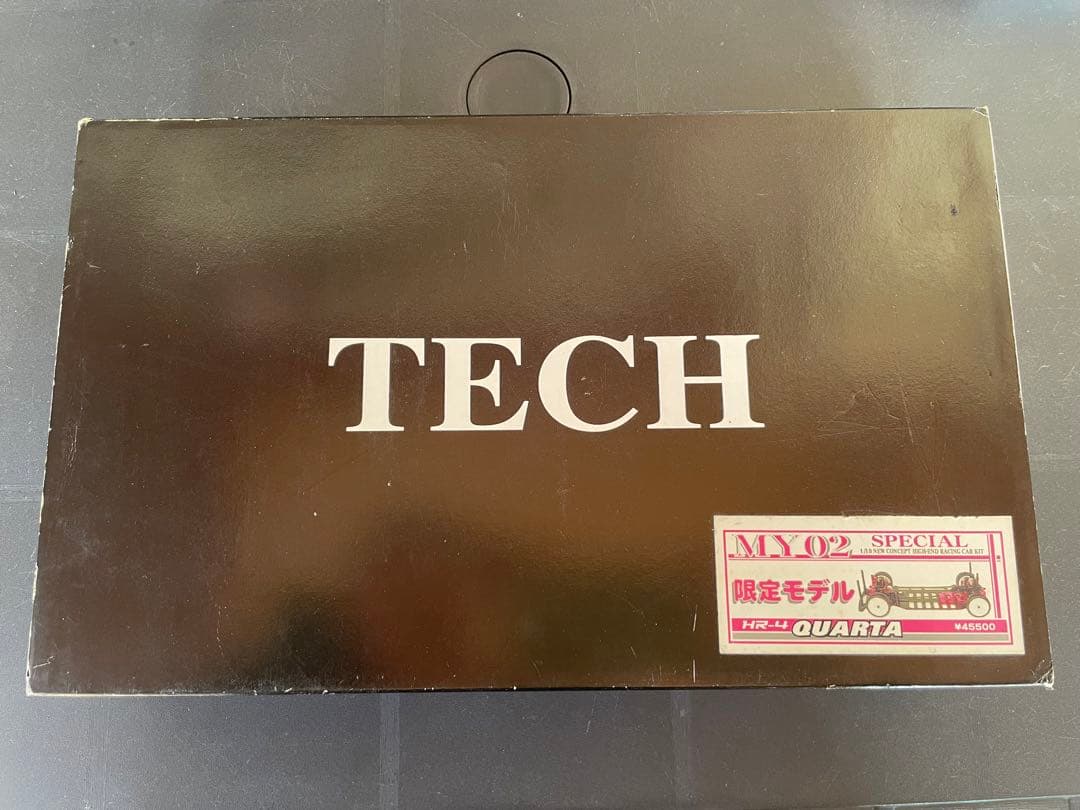 TECH
MY02 SPECIAL
1/10 NEW CONCEPT HIGH-END RACING CAR KIT
限定モデル
HR-4 QUARTA ¥45500